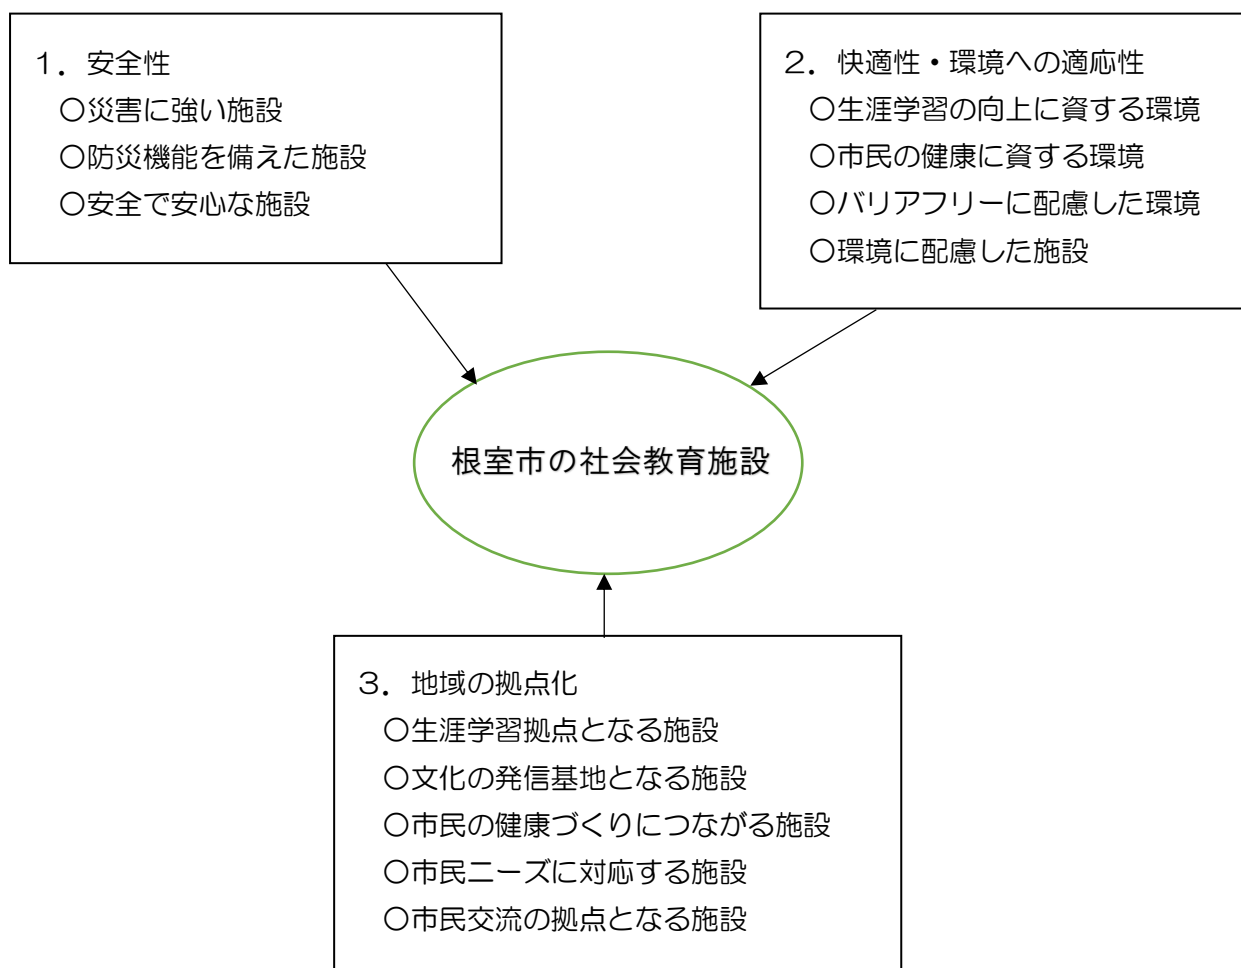 １．安全性
〇災害に強い施設
〇防災機能を備えた施設
〇安全で安心な施設
２．快適性・環境への適応性
〇生涯学習の向上に資する環境
〇市民の健康に資する環境
〇バリアフリーに配慮した環境
〇環境に配慮した施設
根室市の社会教育施設
３．地域の拠点化
〇生涯学習拠点となる施設
〇文化の発信基地となる施設
〇市民の健康づくりにつながる施設
〇市民ニーズに対応する施設
〇市民交流の拠点となる施設